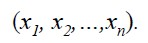 (x₁, x₂,...,xₙ).